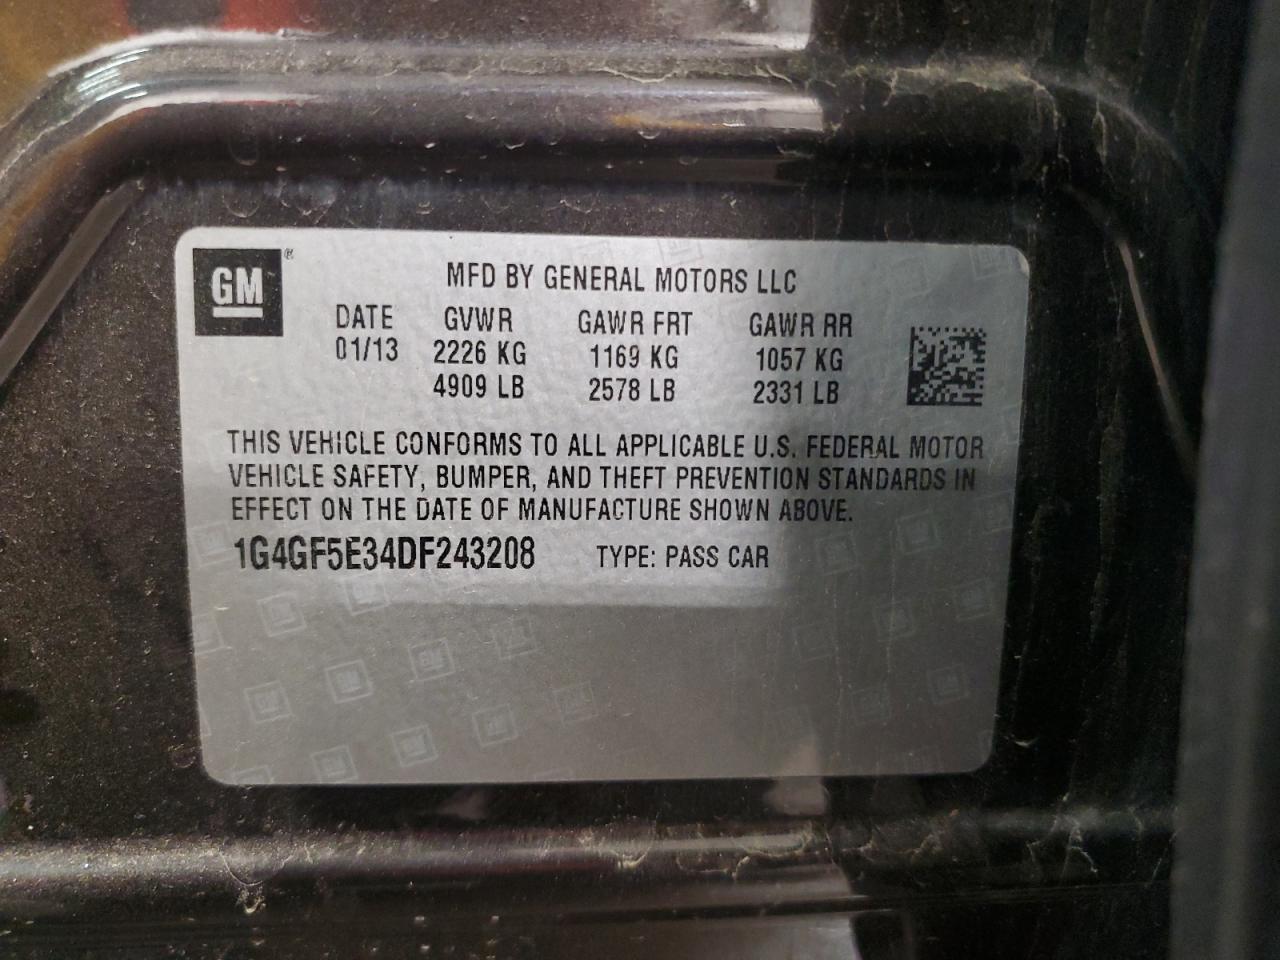 GM ®
MFD BY GENERAL MOTORS LLC
DATE GVWR GAWR FRT GAWR RR
01/13 2226 KG 1169 KG 1057 KG
4909 LB 2578 LB 2331 LB
THIS VEHICLE CONFORMS TO ALL APPLICABLE U.S. FEDERAL MOTOR
VEHICLE SAFETY, BUMPER, AND THEFT PREVENTION STANDARDS IN
EFFECT ON THE DATE OF MANUFACTURE SHOWN ABOVE.
1G4GF5E34DF243208 TYPE: PASS CAR